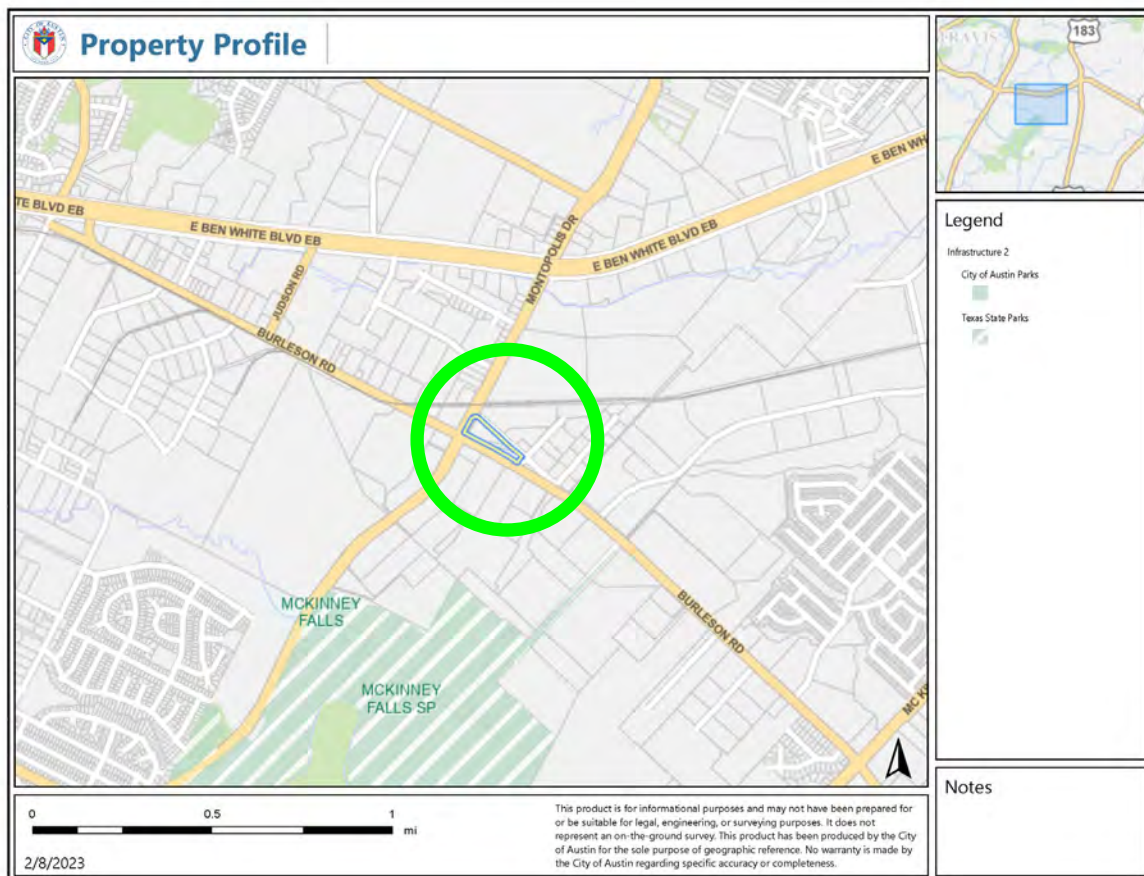 Property Profile
183
TRAVIS
TE BLVD EB
E BEN WHITE BLVD EB
E BEN WH
E BEN WHITE BLVD EB
MONTOPOLIS DR
JUDSON RD
BURLESON RD
MCKINNEY
FALLS
MCKINNEY
FALLS SP
BURLESON RD
MC K
Legend
Infrastructure 2
City of Austin Parks
Texas State Parks
Notes
0 0.5 1
mi
2/8/2023
This product is for informational purposes and may not have been prepared for
or be suitable for legal, engineering, or surveying purposes. It does not
represent an on-the-ground survey. This product has been produced by the City
of Austin for the sole purpose of geographic reference. No warranty is made by
the City of Austin regarding specific accuracy or completeness.